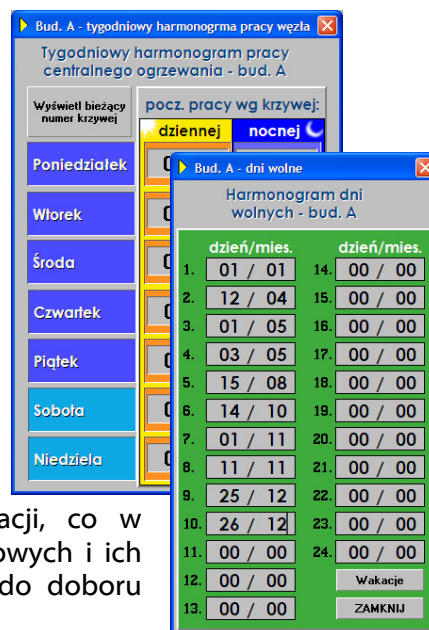 Bud. A - tygodniowy harmonogrma pracy węzła
Tygodniowy harmonogram pracy
centralnego ogrzewania - bud. A
Wyświetl bieżący
numer krzywej
pocz. pracy wg krzywej:
dziennej nocnej
Poniedziałek
Wtorek
Środa
Czwartek
Piątek
Sobota
Niedziela
Bud. A - dni wolne
Harmonogram dni
wolnych - bud. A
dzień/mies. dzień/mies.
1. 01 / 01 14. 00 / 00
2. 12 / 04 15. 00 / 00
3. 01 / 05 16. 00 / 00
4. 03 / 05 17. 00 / 00
5. 15 / 08 18. 00 / 00
6. 14 / 10 19. 00 / 00
7. 01 / 11 20. 00 / 00
8. 11 / 11 21. 00 / 00
9. 25 / 12 22. 00 / 00
10. 26 / 12 23. 00 / 00
11. 00 / 00 24. 00 / 00
12. 00 / 00 Wakacje
13. 00 / 00 ZAMKNIJ
acji, co w
owych i ich
do doboru